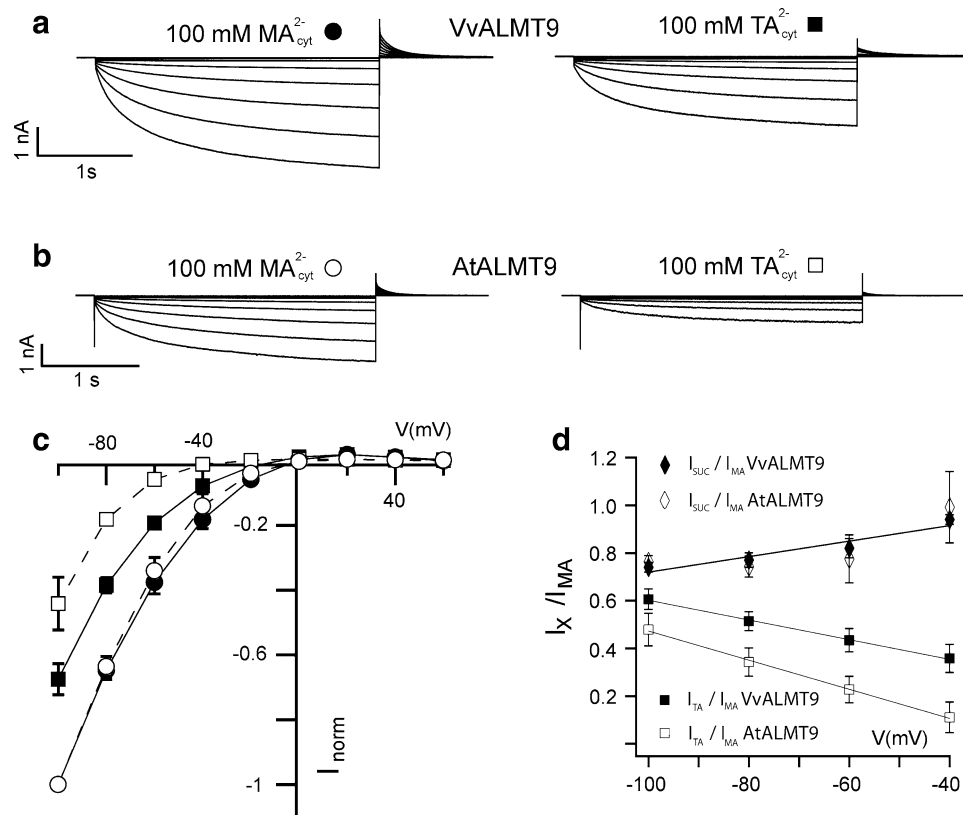 a
100 mM MA2-cyt VvALMT9 100 mM TA2-cyt
1 nA
1s
b
100 mM MA2-cyt AtALMT9 100 mM TA2-cyt
1 nA
1 s
c
-80 -40 V(mV)
40
-0.2
-0.6
-1
Inorm
d
ISUC / IMA VvALMT9
ISUC / IMA AtALMT9
1.2
1.0
0.8
0.6
0.4
0.2
IX /IMA
ITA / IMA VvALMT9
ITA / IMA AtALMT9
V(mV)
-100 -80 -60 -40